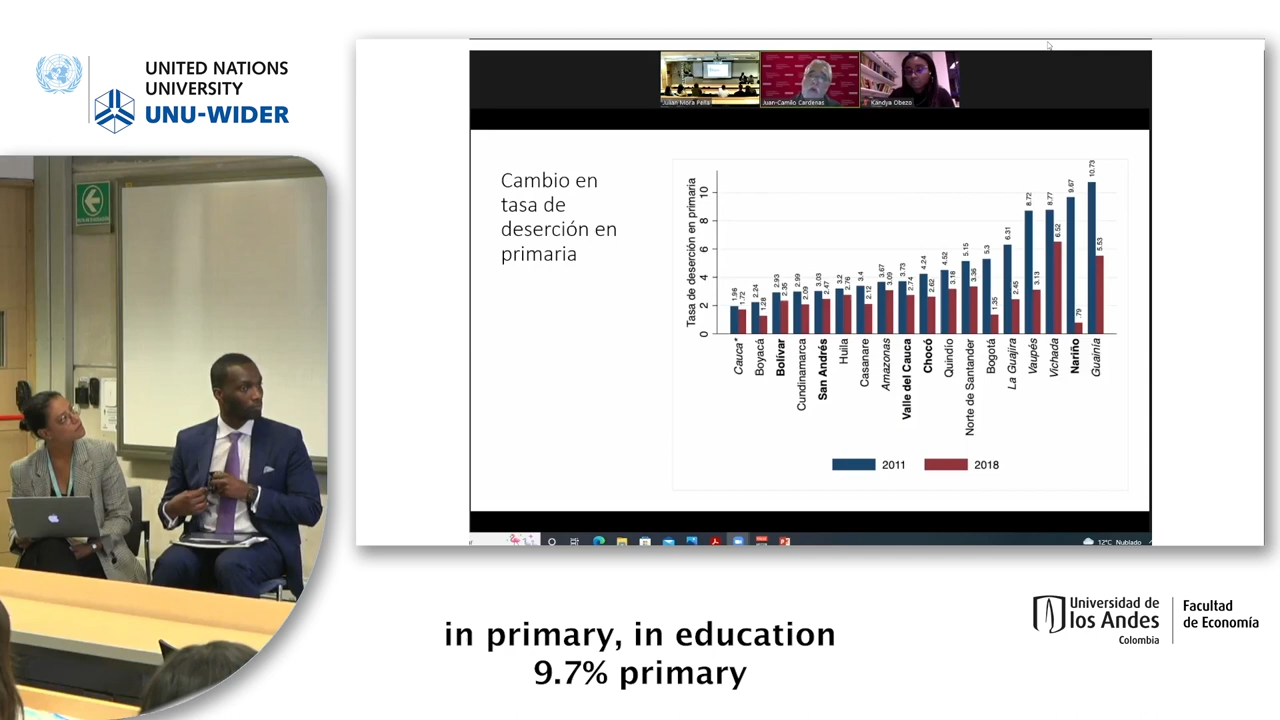 UNITED NATIONS
UNIVERSITY
UNU-WIDER
Julian Mora Peña
Juan-Camilo Cardenas
Kandya Obezo
Cambio en
tasa de
deserción en
primaria
Tasa de deserción en primaria
0
2
4
6
8
10
1.96
1.72
2.24
1.28
2.93
2.35
2.99
2.09
3.03
2.47
3.2
2.76
3.4
2.12
3.67
3.09
3.73
2.74
4.24
2.62
4.52
3.18
5.15
3.36
5.3
1.35
6.31
2.45
8.72
3.13
8.77
6.52
9.67
.79
10.73
5.53
Cauca*
Boyacá
Bolívar
Cundinamarca
San Andrés
Huila
Casanare
Amazonas
Valle del Cauca
Chocó
Quindío
Norte de Santander
Bogotá
La Guajira
Vaupés
Vichada
Nariño
Guainía
2011
2018
12°C Nublado
in primary, in education
9.7% primary
Universidad de
los Andes
Colombia
Facultad
de Economía